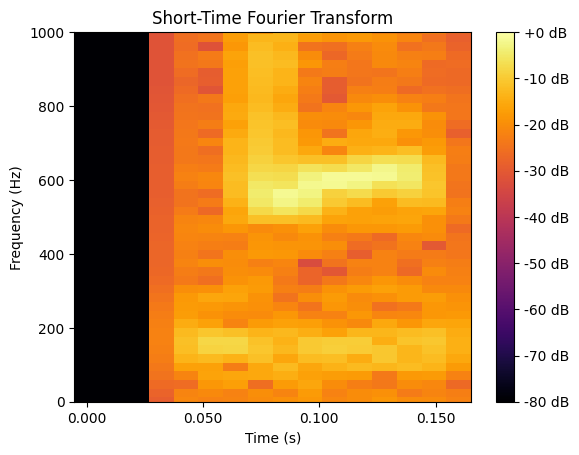 Short-Time Fourier Transform
1000
800
600
400
200
0
Frequency (Hz)
0.000
0.050
0.100
0.150
Time (s)
+0 dB
-10 dB
-20 dB
-30 dB
-40 dB
-50 dB
-60 dB
-70 dB
-80 dB